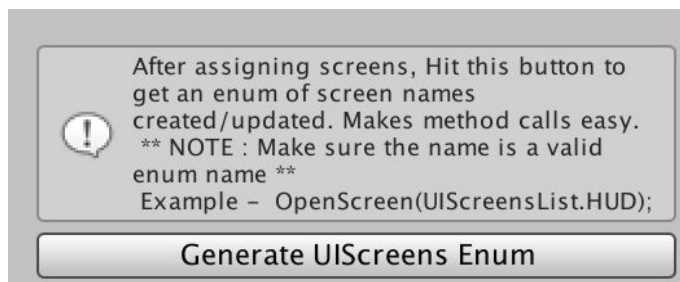 After assigning screens, Hit this button to
get an enum of screen names
created/updated. Makes method calls easy.
** NOTE : Make sure the name is a valid
enum name **
Example – OpenScreen(UIScreensList.HUD);
Generate UIScreens Enum